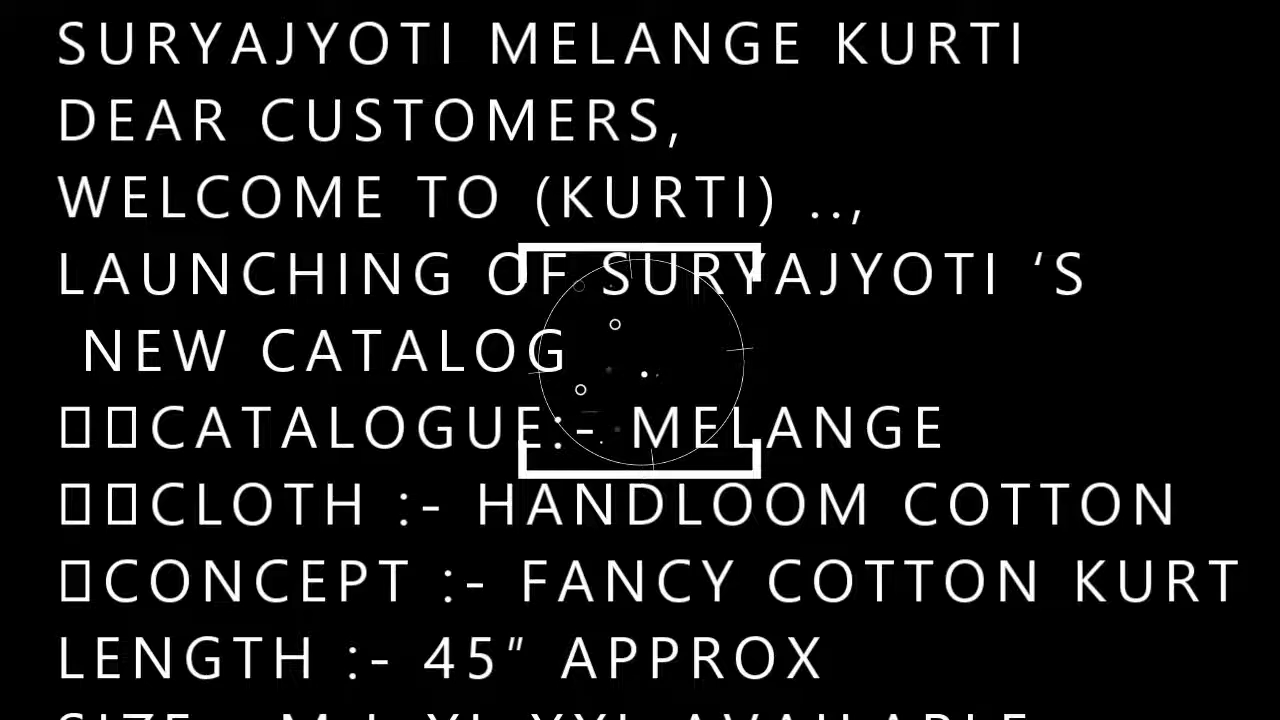 SURYAJYOTI MELANGE KURTI
DEAR CUSTOMERS,
WELCOME TO (KURTI) ..,
LAUNCHING OF SURYAJYOTI ‘S
NEW CATALOG
CATALOGUE:- MELANGE
CLOTH :- HANDLOOM COTTON
CONCEPT :- FANCY COTTON KURT
LENGTH :- 45” APPROX